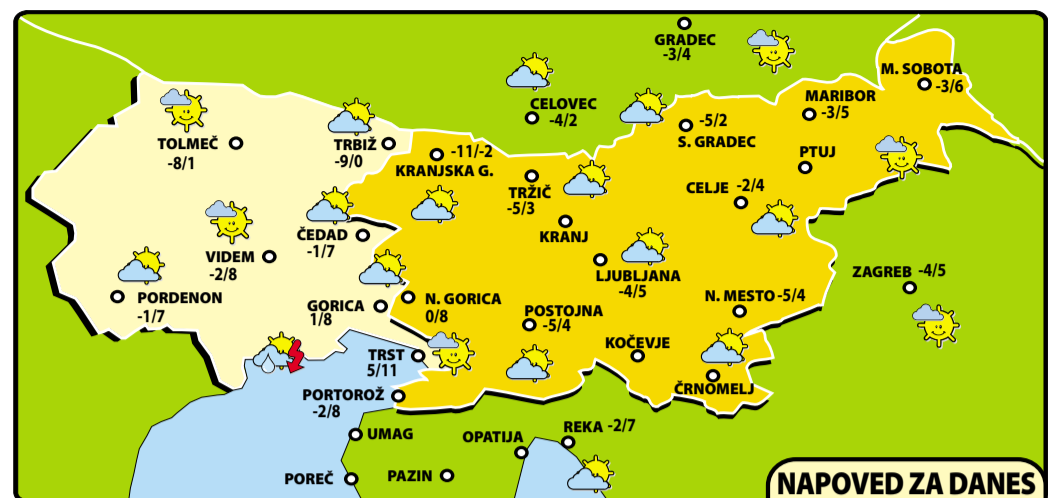 GRADEC
-3/4
M. SOBOTA
-3/6
CELOVEC
-4/2
MARIBOR
-3/5
-5/2
S. GRADEC
TOLMEČ
-8/1
TRBIŽ
-9/0
-11/-2
KRANJSKA G.
PTUJ
TRŽIČ
-5/3
CELJE -2/4
KRANJ
ČEDAD
-1/7
VIDEM
-2/8
LJUBLJANA
-4/5
ZAGREB -4/5
PORDENON
-1/7
GORICA
1/8
N. GORICA
0/8
N. MESTO -5/4
POSTOJNA
-5/4
KOČEVJE
TRST
5/11
ČRNOMELJ
PORTOROŽ
-2/8
UMAG
OPATIJA
REKA -2/7
POREČ
PAZIN
NAPOVED ZA DANES